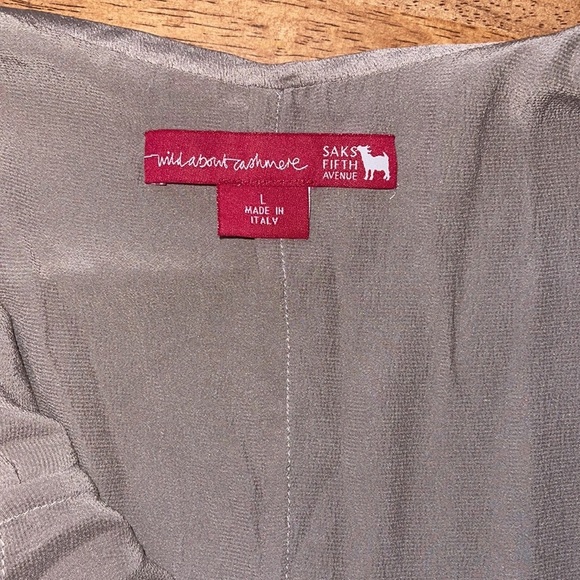 wild about cashmere
SAKS
FIFTH
AVENUE
L
MADE IN
ITALY